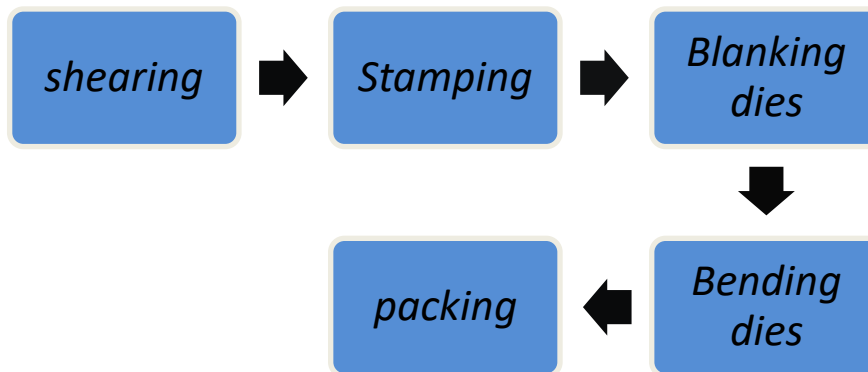 shearing
Stamping
Blanking
dies
Bending
dies
packing